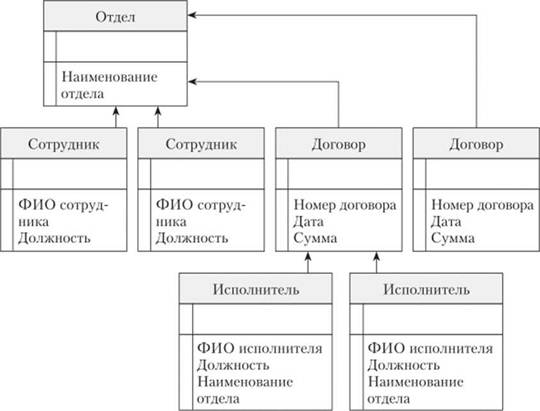 Отдел
Наименование
отдела
Сотрудник
ФИО сотруд-
ника
Должность
Сотрудник
ФИО сотруд-
ника
Должность
Договор
Номер договора
Дата
Сумма
Договор
Номер договора
Дата
Сумма
Исполнитель
ФИО исполнителя
Должность
Наименование
отдела
Исполнитель
ФИО исполнителя
Должность
Наименование
отдела